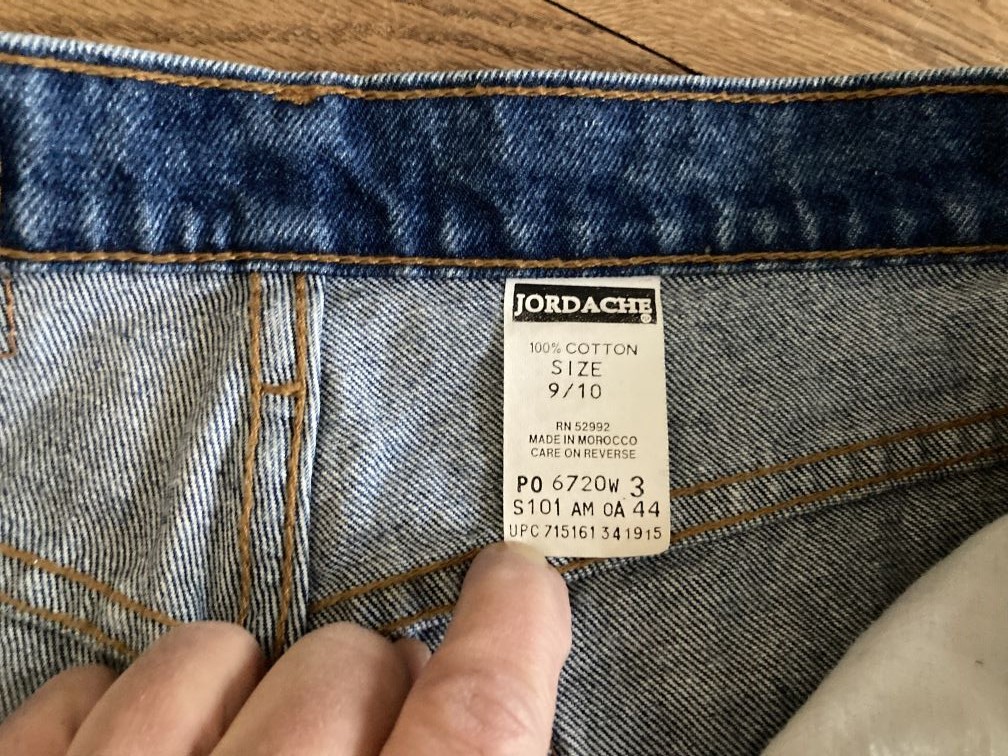 JORDACHE®
100% COTTON
SIZE
9/10
RN 52992
MADE IN MOROCCO
CARE ON REVERSE
PO 6720W 3
S101 AM OA 44
UPC 715161 341915